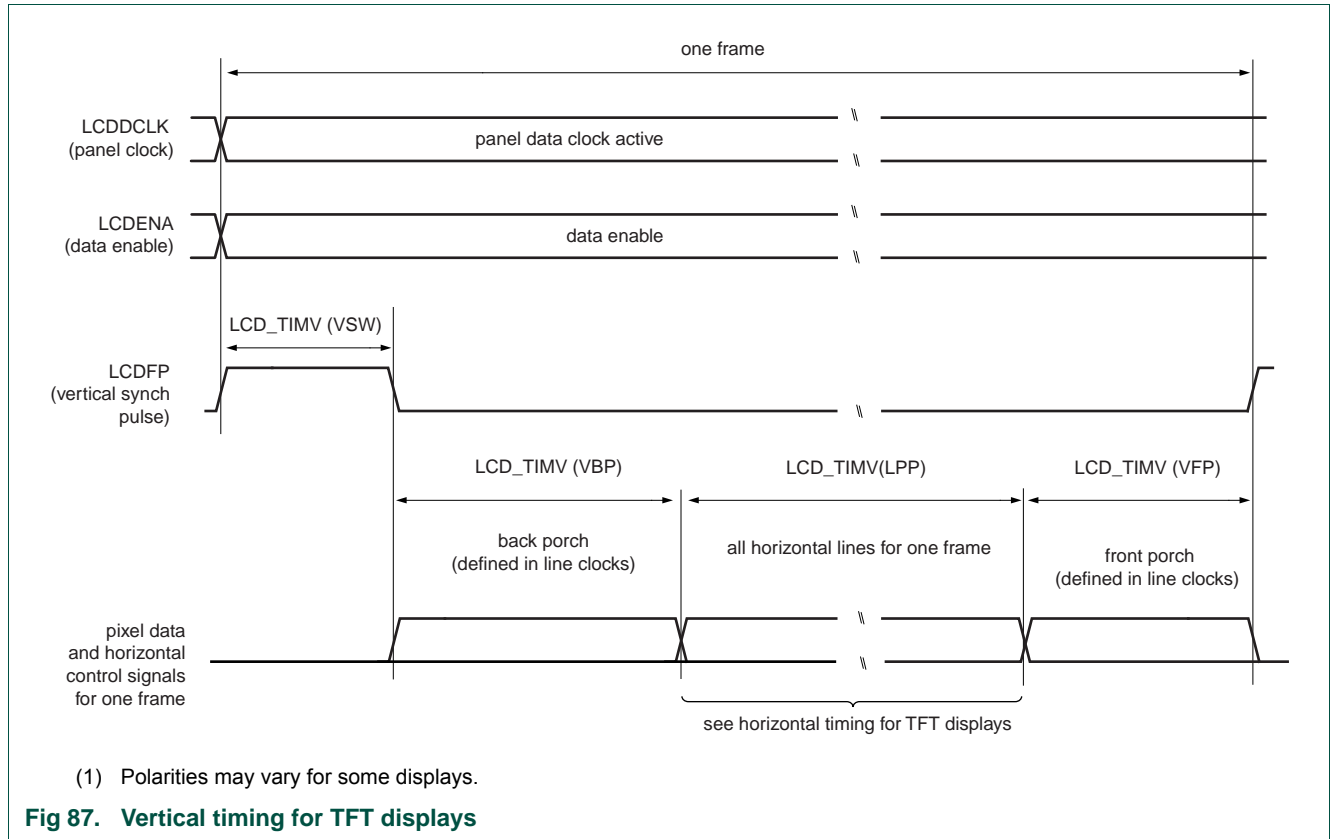 one frame
LCDDCLK
(panel clock)
panel data clock active
LCDENA
(data enable)
data enable
LCD_TIMV (VSW)
LCDFP
(vertical synch
pulse)
LCD_TIMV (VBP)
LCD_TIMV(LPP)
LCD_TIMV (VFP)
back porch
(defined in line clocks)
all horizontal lines for one frame
front porch
(defined in line clocks)
pixel data
and horizontal
control signals
for one frame
see horizontal timing for TFT displays
(1) Polarities may vary for some displays.
Fig 87. Vertical timing for TFT displays